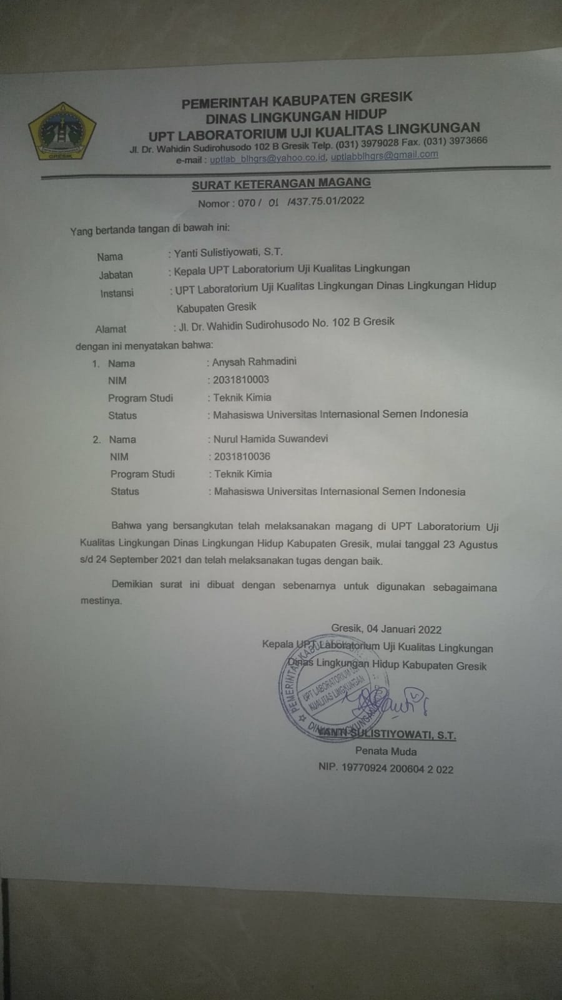 PEMERINTAH KABUPATEN GRESIK
DINAS LINGKUNGAN HIDUP
UPT LABORATORIUM UJI KUALITAS LINGKUNGAN
Jl. Dr. Wahidin Sudirohusodo 102 B Gresik Telp. (031) 3979028 Fax. (031) 3973666
e-mail : uptlab_blhgrs@yahoo.co.id, uptlabblhgrs@gmail.com
GRESIK
SURAT KETERANGAN MAGANG
Nomor : 070 / 01 /437.75.01/2022
Yang bertanda tangan di bawah ini:
Nama : Yanti Sulistiyowati, S.T.
Jabatan : Kepala UPT Laboratorium Uji Kualitas Lingkungan
Instansi : UPT Laboratorium Uji Kualitas Lingkungan Dinas Lingkungan Hidup
Kabupaten Gresik
Alamat : Jl. Dr. Wahidin Sudirohusodo No. 102 B Gresik
dengan ini menyatakan bahwa:
1. Nama : Anysah Rahmadini
NIM : 2031810003
Program Studi : Teknik Kimia
Status : Mahasiswa Universitas Internasional Semen Indonesia
2. Nama : Nurul Hamida Suwandevi
NIM : 2031810036
Program Studi : Teknik Kimia
Status : Mahasiswa Universitas Internasional Semen Indonesia
Bahwa yang bersangkutan telah melaksanakan magang di UPT Laboratorium Uji
Kualitas Lingkungan Dinas Lingkungan Hidup Kabupaten Gresik, mulai tanggal 23 Agustus
s/d 24 September 2021 dan telah melaksanakan tugas dengan baik.
Demikian surat ini dibuat dengan sebenarnya untuk digunakan sebagaimana
mestinya.
Gresik, 04 Januari 2022
Kepala UPT Laboratorium Uji Kualitas Lingkungan
Dinas Lingkungan Hidup Kabupaten Gresik
PEMERINTAH KABUPATEN
UPT LABORATORIUM UJI
KUALITAS LINGKUNGAN
DINAS LINGKUNGAN
YANTI SULISTIYOWATI, S.T.
Penata Muda
NIP. 19770924 200604 2 022